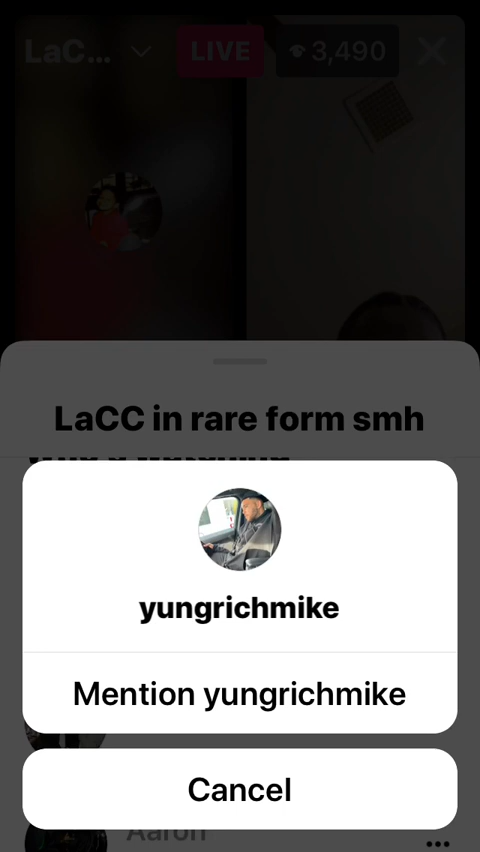 LaC...
LIVE
3,490
LaCC in rare form smh
yungrichmike
Mention yungrichmike
Cancel
Aaron
...